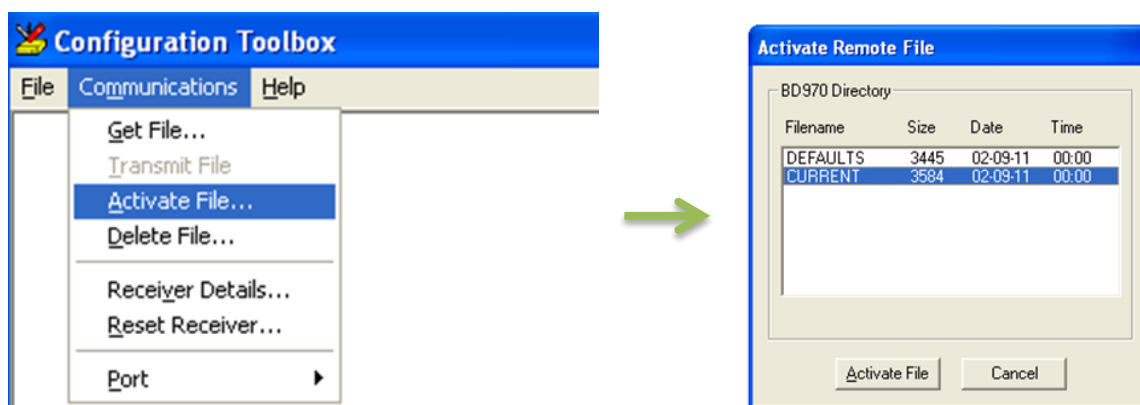 Configuration Toolbox
File Communications Help
Get File...
Transmit File
Activate File...
Delete File...
Receiver Details...
Reset Receiver...
Port
Activate Remote File
BD970 Directory
Filename Size Date Time
DEFAULTS 3445 02-09-11 00:00
CURRENT 3584 02-09-11 00:00
Activate File Cancel